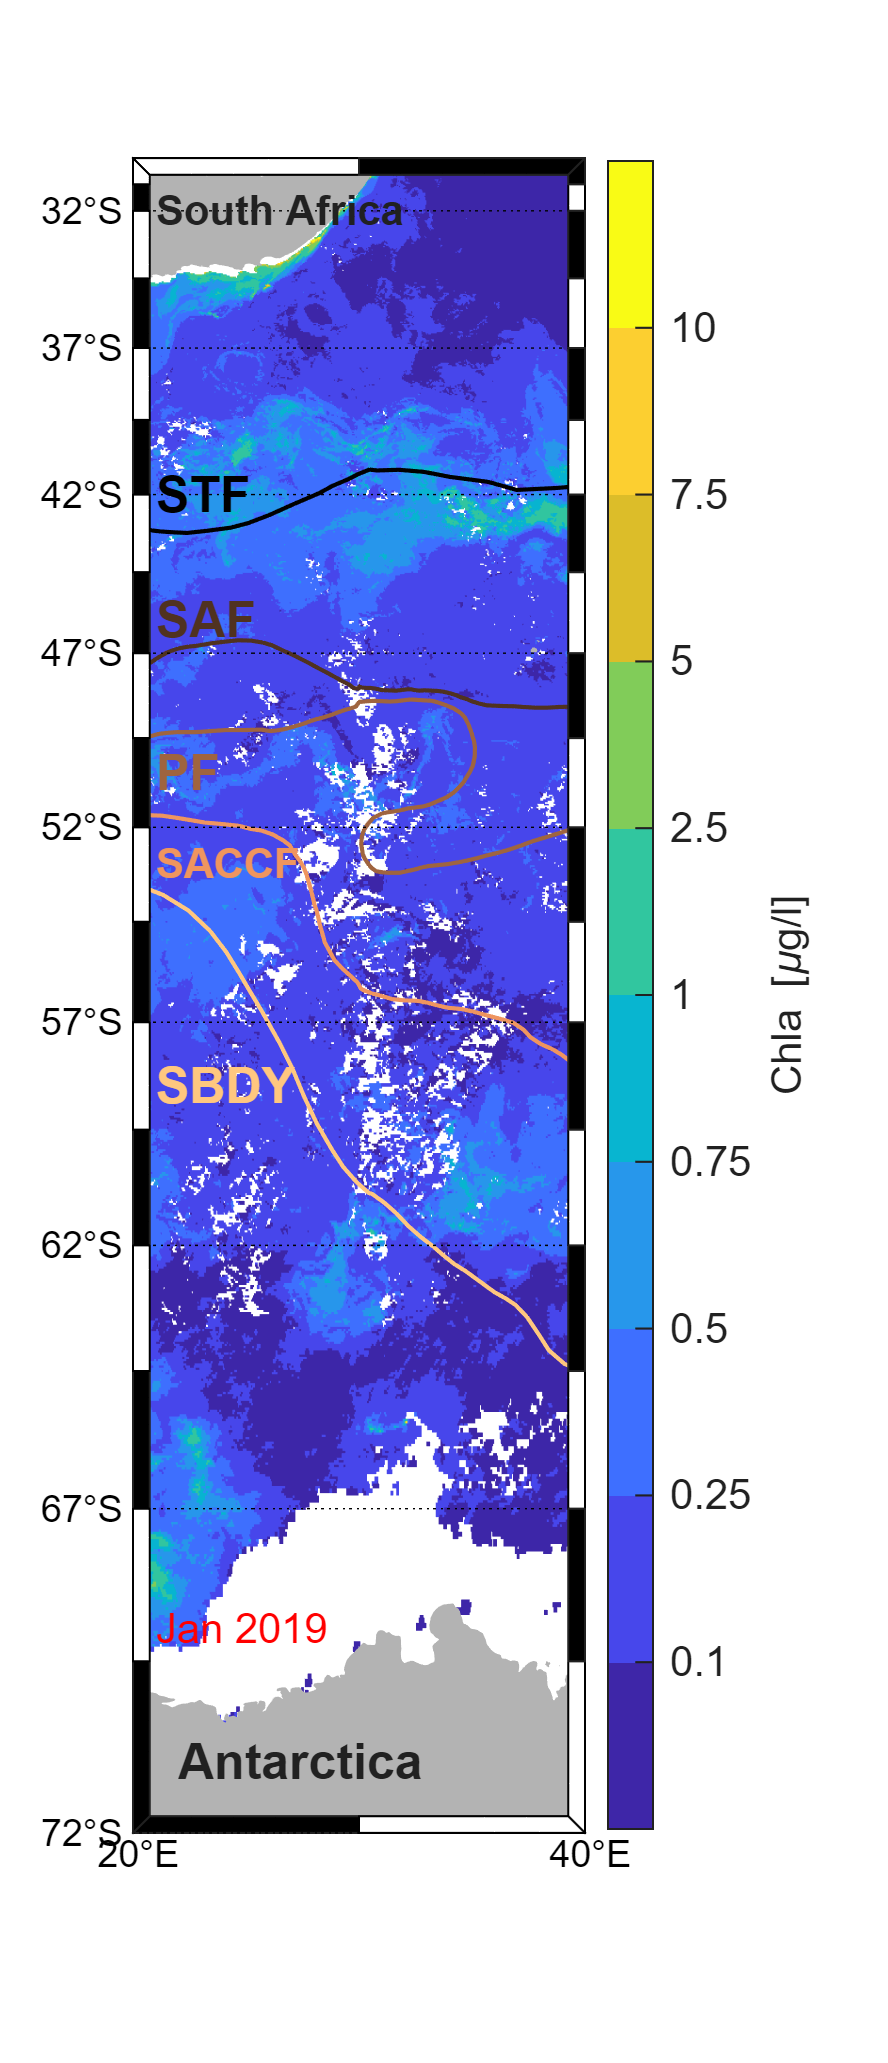 South Africa
32°S
37°S
STF
42°S
SAF
47°S
PF
52°S
SACCF
57°S
SBDY
62°S
67°S
Jan 2019
Antarctica
72°S
20°E
40°E
10
7.5
5
2.5
1
0.75
0.5
0.25
0.1
Chla [µg/l]